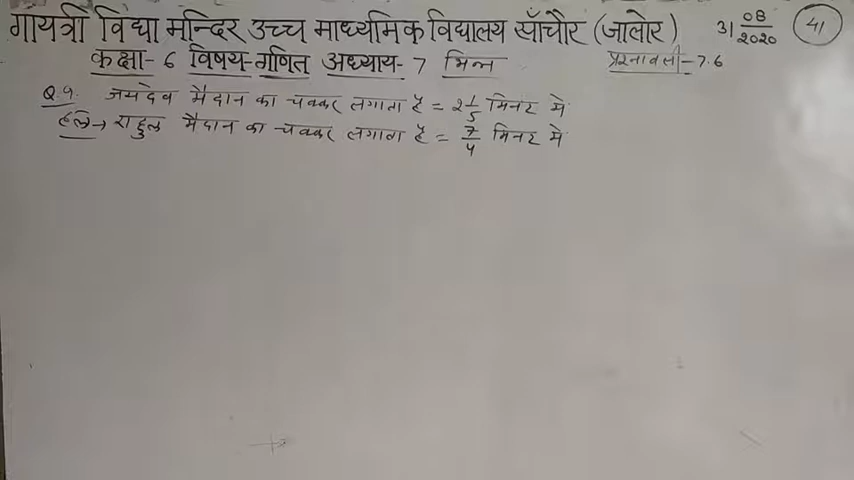 गायत्री विद्या मन्दिर उच्च माध्यमिक विद्यालय साँचौर (जालोर) 31 08/2020 41
कक्षा- 6 विषय-गणित अध्याय- 7 भिन्न प्रश्नावली-7.6
Q.9. जयदेव मैदान का चक्कर लगाता है = 2 1/5 मिनट मे
हल→ राहुल मैदान का चक्कर लगाता है = 7/4 मिनट मे